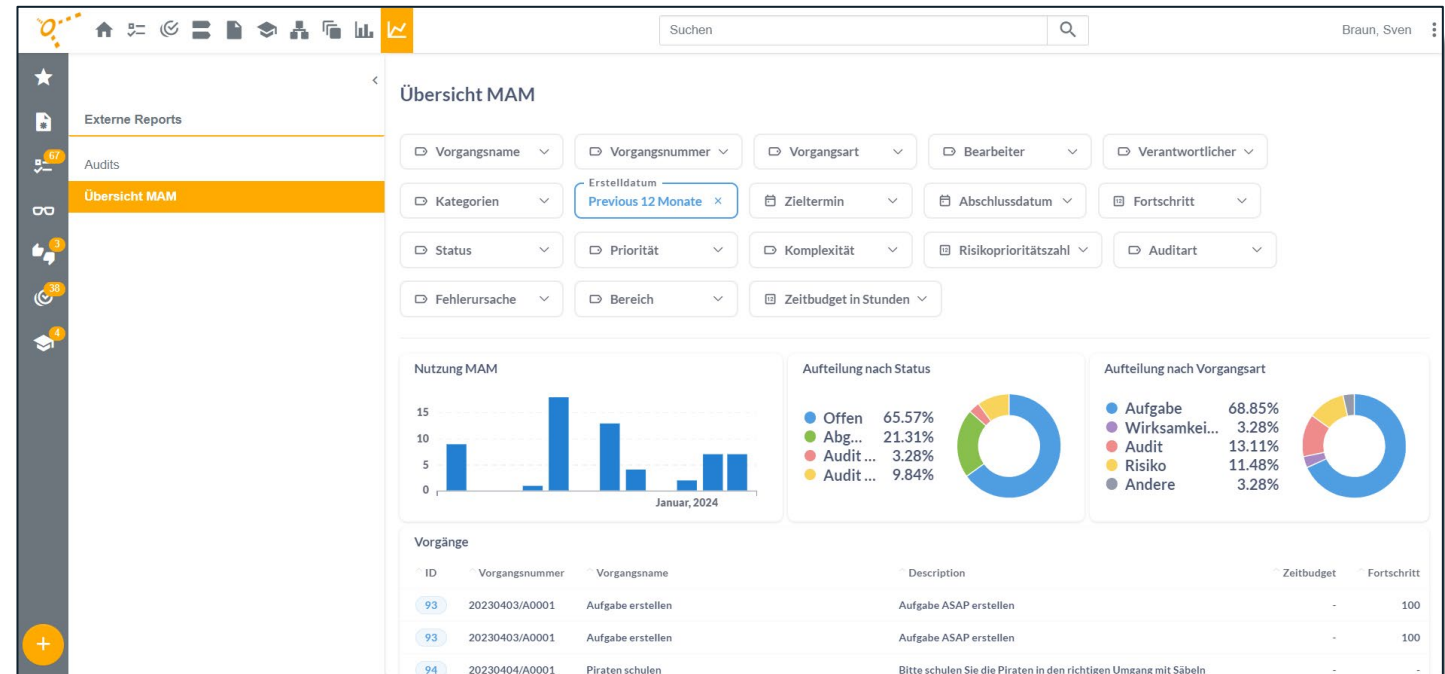 Suchen
Braun, Sven
67
3
38
4
Externe Reports
Audits
Übersicht MAM
Übersicht MAM
Vorgangsname
Vorgangsnummer
Vorgangsart
Bearbeiter
Verantwortlicher
Kategorien
Erstelldatum
Previous 12 Monate
Zieltermin
Abschlussdatum
Fortschritt
Status
Priorität
Komplexität
Risikoprioritätszahl
Auditart
Fehlerursache
Bereich
Zeitbudget in Stunden
Nutzung MAM
15
10
5
0
Januar, 2024
Aufteilung nach Status
Offen 65.57%
Abg... 21.31%
Audit ... 3.28%
Audit ... 9.84%
Aufteilung nach Vorgangsart
Aufgabe 68.85%
Wirksamkei... 3.28%
Audit 13.11%
Risiko 11.48%
Andere 3.28%
Vorgänge
ID Vorgangsnummer Vorgangsname Description Zeitbudget Fortschritt
93 20230403/A0001 Aufgabe erstellen Aufgabe ASAP erstellen - 100
93 20230403/A0001 Aufgabe erstellen Aufgabe ASAP erstellen - 100
94 20230404/A0001 Piraten schulen Bitte schulen Sie die Piraten in den richtigen Umgang mit Säbeln - -